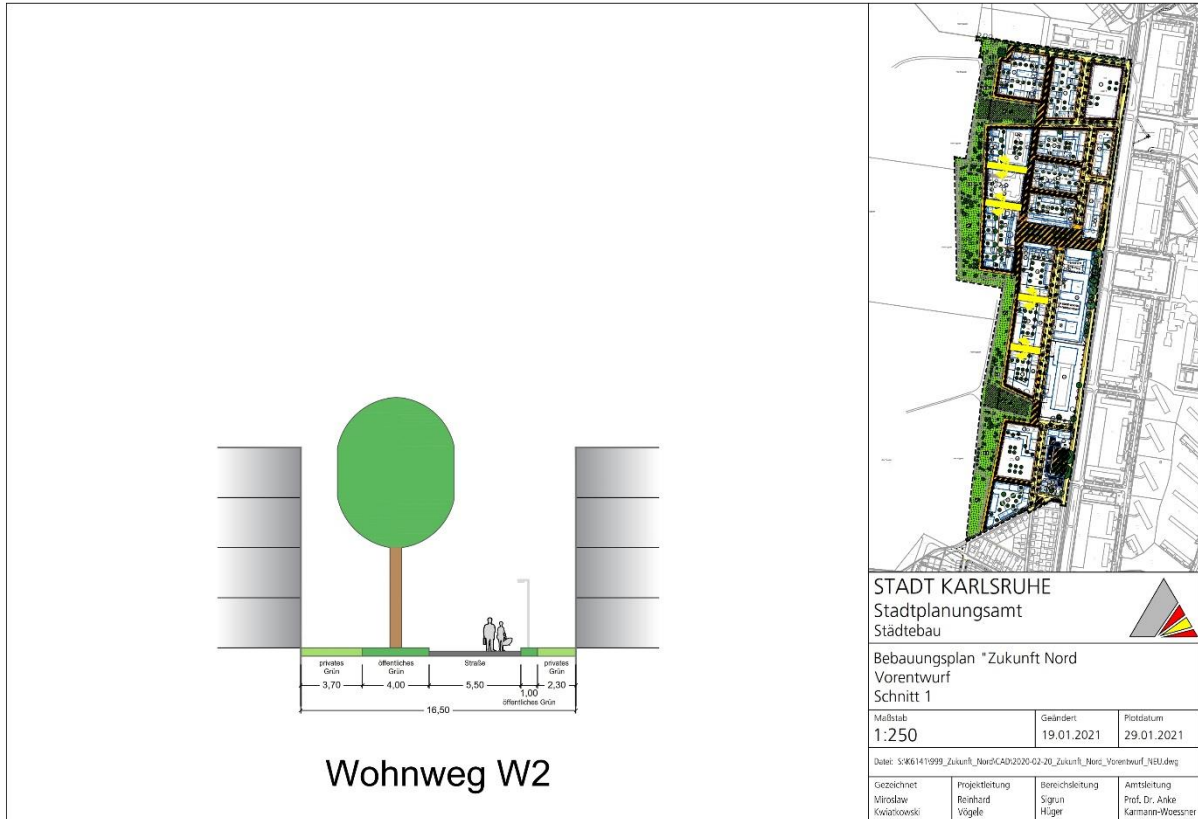 privates
Grün
öffentliches
Grün
Straße
privates
Grün
3,70
4,00
5,50
1,00
2,30
öffentliches Grün
16,50
Wohnweg W2
STADT KARLSRUHE
Stadtplanungsamt
Städtebau
Bebauungsplan "Zukunft Nord
Vorentwurf
Schnitt 1
Maßstab
1:250
Geändert
19.01.2021
Plotdatum
29.01.2021
Datei: S:\K6141\999_Zukunft_Nord\CAD\2020-02-20_Zukunft_Nord_Vorentwurf_NEU.dwg
Gezeichnet
Miroslaw
Kwiatkowski
Projektleitung
Reinhard
Vögele
Bereichsleitung
Sigrun
Hüger
Amtsleitung
Prof. Dr. Anke
Karmann-Woessner